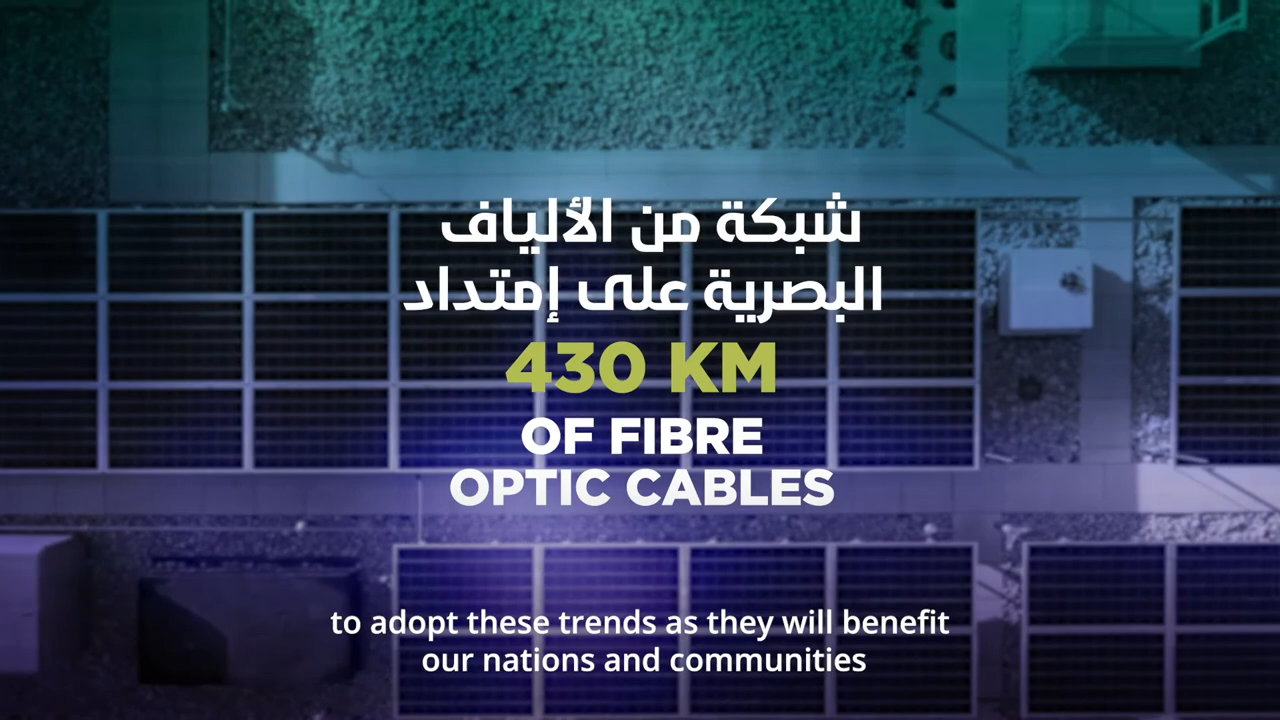 شبكة من الألياف
البصرية على إمتداد
430 KM
OF FIBRE
OPTIC CABLES
to adopt these trends as they will benefit
our nations and communities